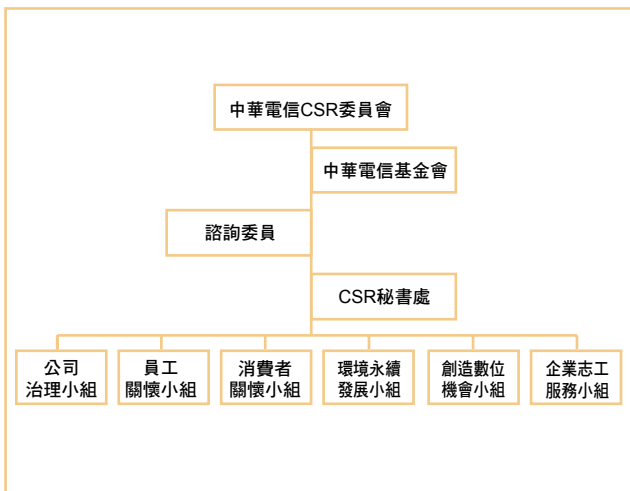 中華電信CSR委員會
中華電信基金會
諮詢委員
CSR秘書處
公司
治理小組
員工
關懷小組
消費者
關懷小組
環境永續
發展小組
創造數位
機會小組
企業志工
服務小組